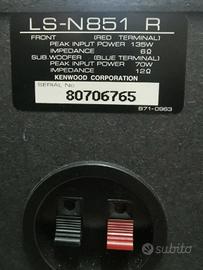 LS-N851 R
FRONT (RED TERMINAL)
PEAK INPUT POWER 135W
IMPEDANCE 6Ω
SUB.WOOFER (BLUE TERMINAL)
PEAK INPUT POWER 70W
IMPEDANCE 12Ω
KENWOOD CORPORATION
SERIAL No
80706765
B71-0963
subito